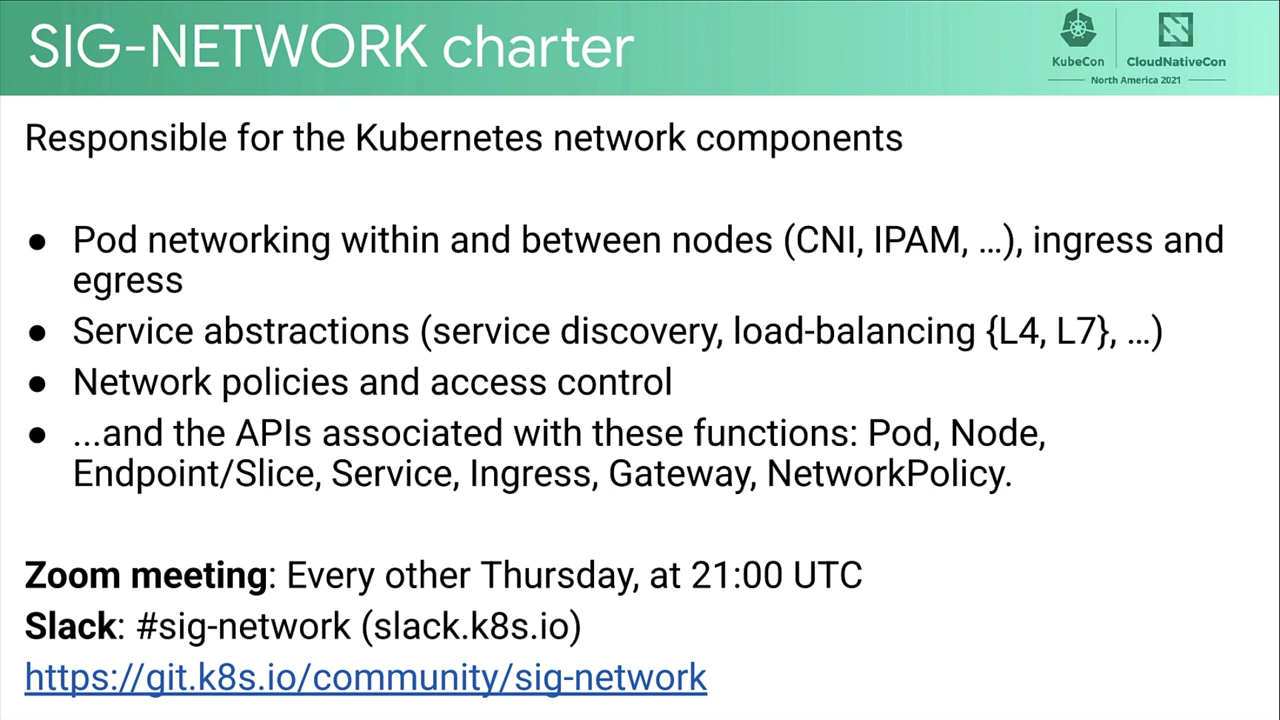 SIG-NETWORK charter
KubeCon
CloudNativeCon
North America 2021
Responsible for the Kubernetes network components
● Pod networking within and between nodes (CNI, IPAM, ...), ingress and
egress
● Service abstractions (service discovery, load-balancing {L4, L7}, ...)
● Network policies and access control
● ...and the APIs associated with these functions: Pod, Node,
Endpoint/Slice, Service, Ingress, Gateway, NetworkPolicy.
Zoom meeting: Every other Thursday, at 21:00 UTC
Slack: #sig-network (slack.k8s.io)
https://git.k8s.io/community/sig-network